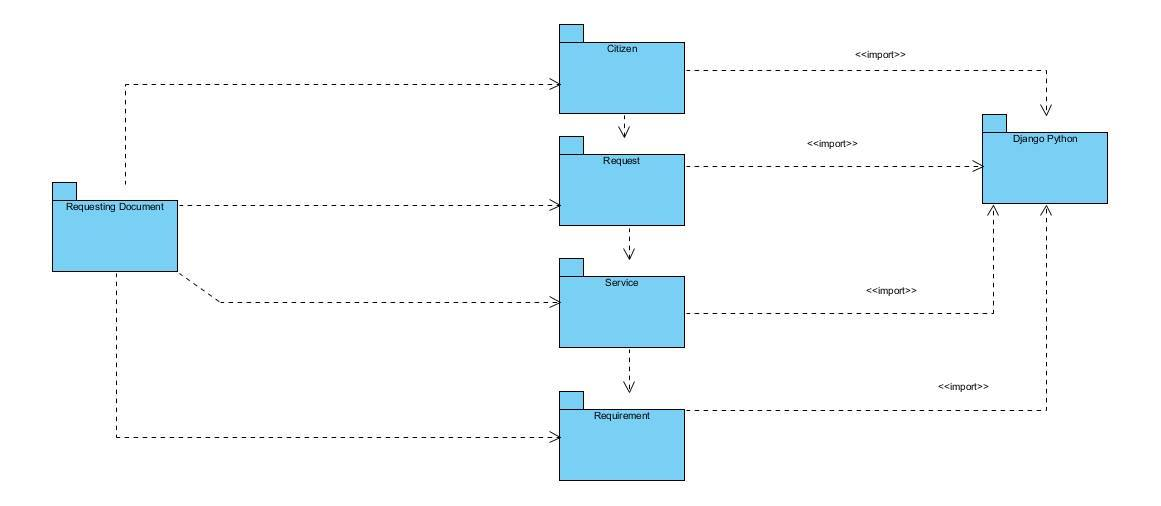 Citizen
<<import>>
Django Python
<<import>>
Request
Requesting Document
Service
<<import>>
<<import>>
Requirement